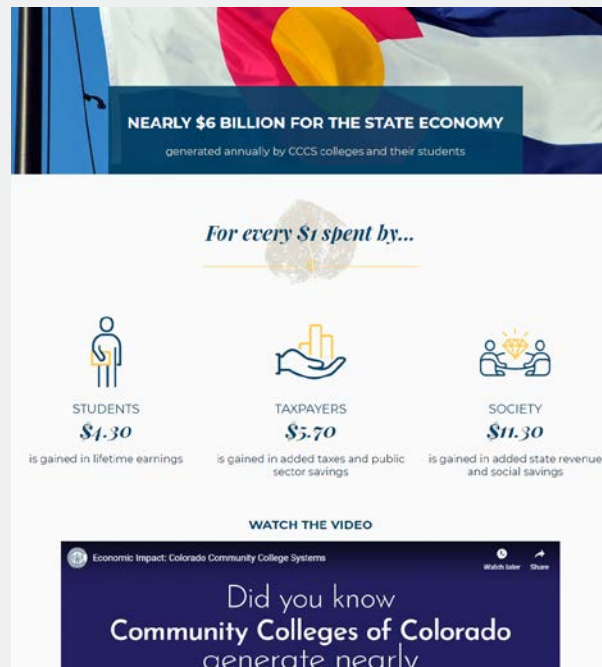 NEARLY $6 BILLION FOR THE STATE ECONOMY
generated annually by CCCS colleges and their students
For every $1 spent by...
STUDENTS
$4.30
is gained in lifetime earnings
TAXPAYERS
$5.70
is gained in added taxes and public
sector savings
SOCIETY
$11.30
is gained in added state revenue
and social savings
WATCH THE VIDEO
Economic Impact: Colorado Community College Systems
Watch later
Share
Did you know
Community Colleges of Colorado
generate nearly